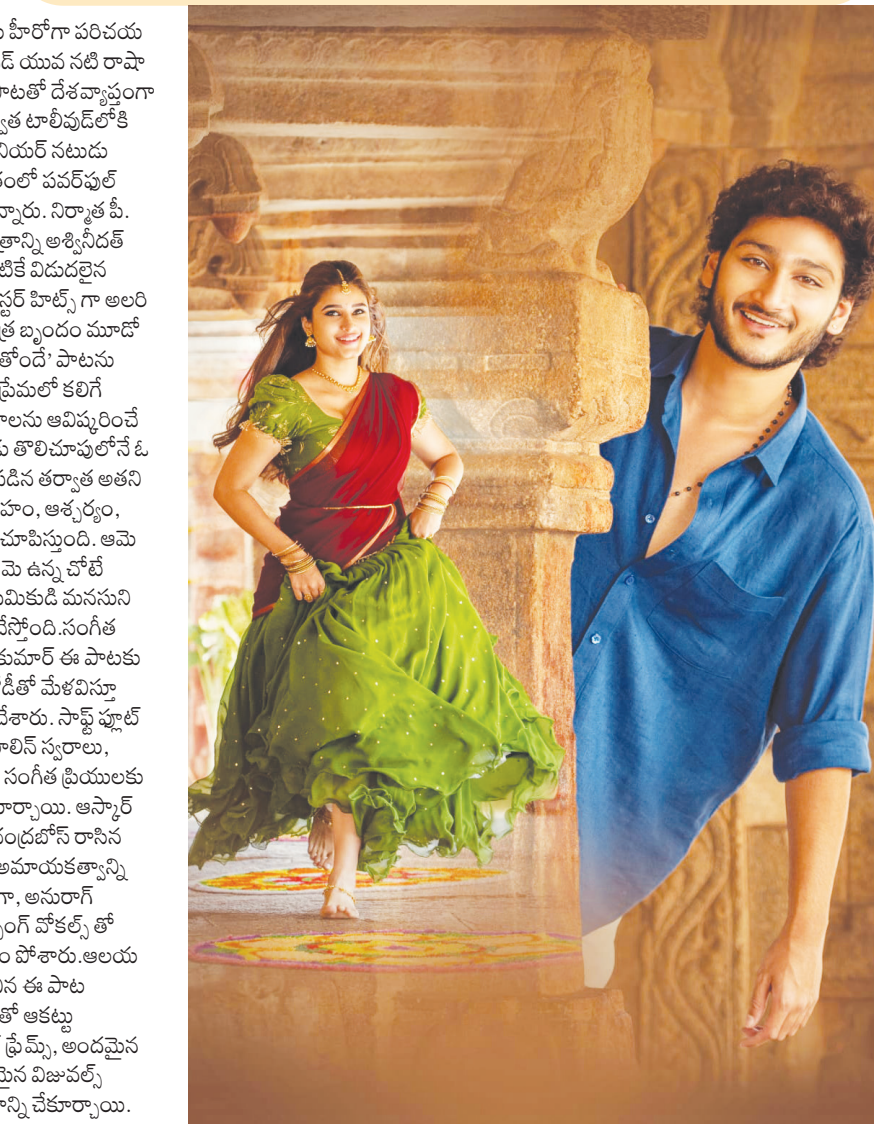 హీరోగా పరిచయ
డ్ యువ నటి రాషా
పాటతో దేశవ్యాప్తంగా
ర్వాత టాలీవుడ్‌లోకి
నియర్ నటుడు
తంలో పవర్‌ఫుల్
న్నారు. నిర్మాత పీ.
త్రాన్ని అశ్వినీదత్
టికే విడుదలైన
స్టర్ హిట్స్ గా అలరి
త్ర బృందం మూడో
తోందే’ పాటను
ప్రేమలో కలిగే
ాలను ఆవిష్కరించే
డు తొలిచూపులోనే ఓ
పడిన తర్వాత అతని
హం, ఆశ్చర్యం,
చూపిస్తుంది. ఆమె
మె ఉన్న చోటే
మికుడి మనసుని
చేస్తోంది.సంగీత
కుమార్ ఈ పాటకు
డీతో మేళవిస్తూ
చేశారు. సాఫ్ట్ ఫ్లూట్
ాలిన్ స్వరాలు,
సంగీత ప్రియులకు
ూర్చాయి. ఆస్కార్
చంద్రబోస్ రాసిన
అమాయకత్వాన్ని
గా, అనురాగ్
ంగ్ వోకల్స్ తో
ం పోశారు.ఆలయ
ిన ఈ పాట
తో ఆకట్టు
ఫ్రేమ్స్, అందమైన
మైన విజువల్స్
ాన్ని చేకూర్చాయి.